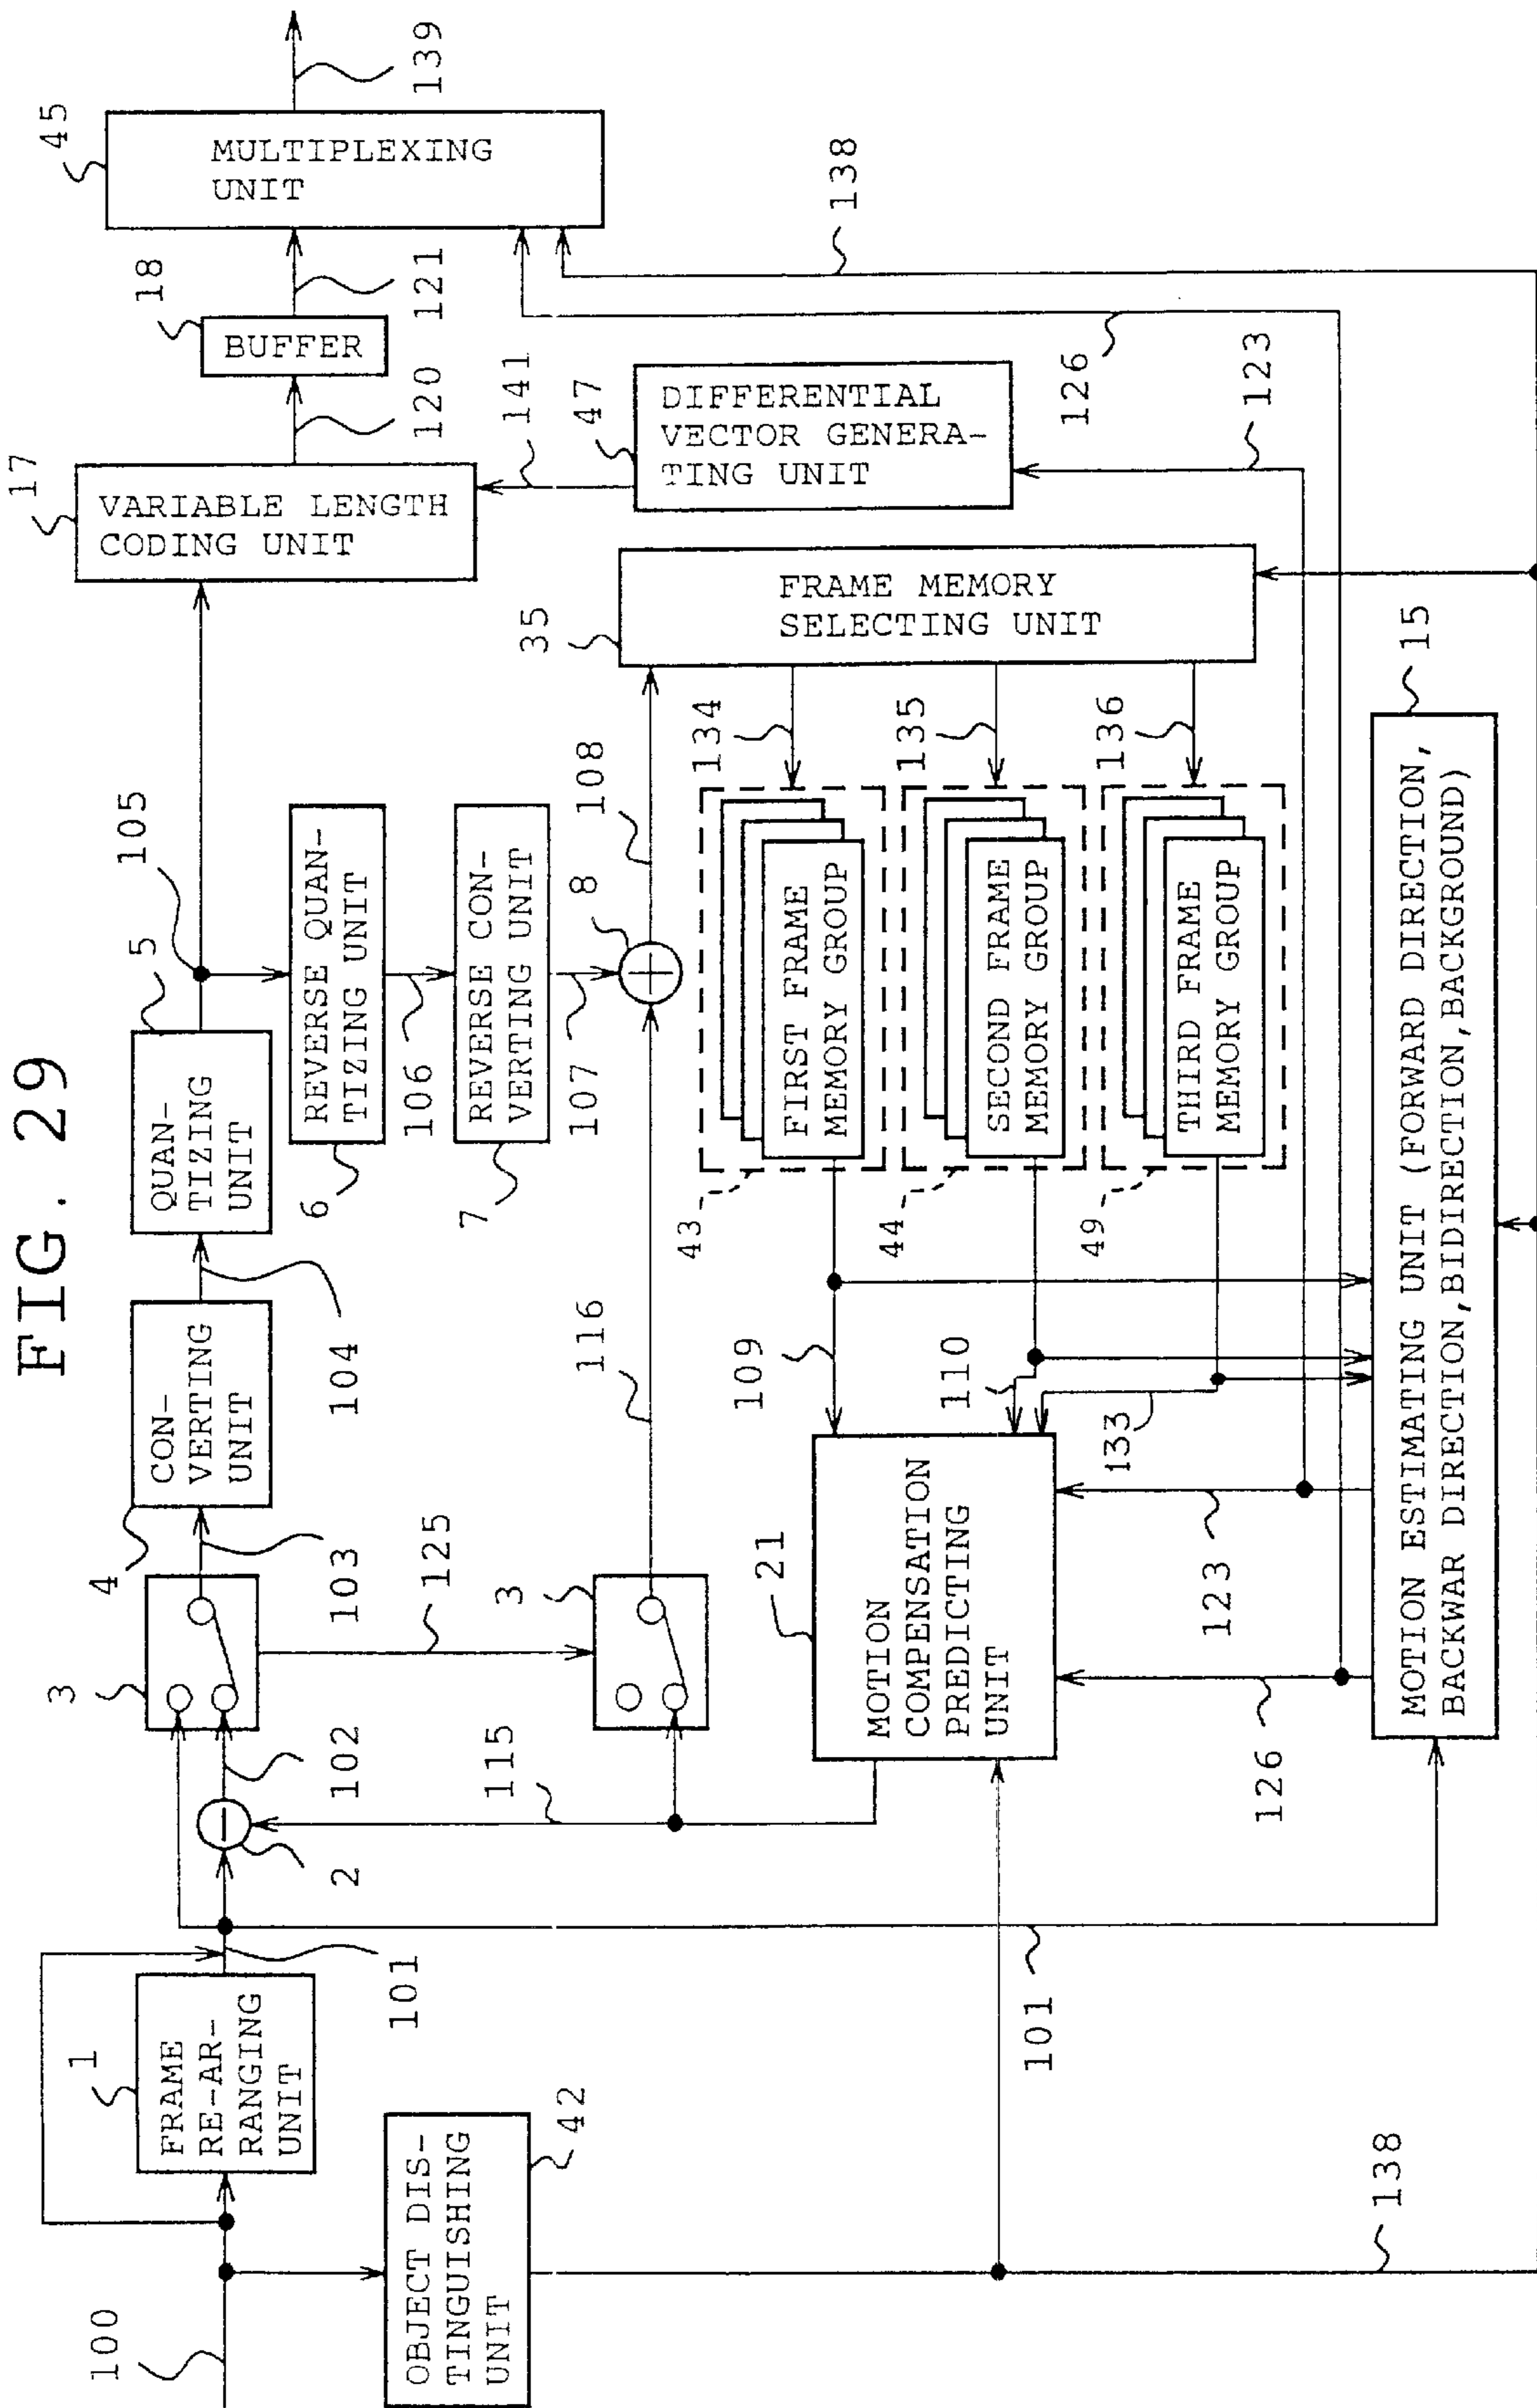 FIG. 29
100
1
FRAME
RE-AR-
RANGING
UNIT
101
2
102
3
103
4
CON-
VERTING
UNIT
104
5
QUAN-
TIZING
UNIT
105
17
VARIABLE LENGTH
CODING UNIT
120
18
BUFFER
121
45
MULTIPLEXING
UNIT
139
OBJECT DIS-
TINGUISHING
UNIT
42
115
125
3
116
6
REVERSE QUAN-
TIZING UNIT
106
7
REVERSE CON-
VERTING UNIT
107
8
108
141
47
DIFFERENTIAL
VECTOR GENERA-
TING UNIT
35
FRAME MEMORY
SELECTING UNIT
138
126
123
101
21
MOTION
COMPENSATION
PREDICTING
UNIT
109
110
133
43
FIRST FRAME
MEMORY GROUP
134
44
SECOND FRAME
MEMORY GROUP
135
49
THIRD FRAME
MEMORY GROUP
136
126
123
15
MOTION ESTIMATING UNIT (FORWARD DIRECTION,
BACKWAR DIRECTION,BIDIRECTION,BACKGROUND)
138